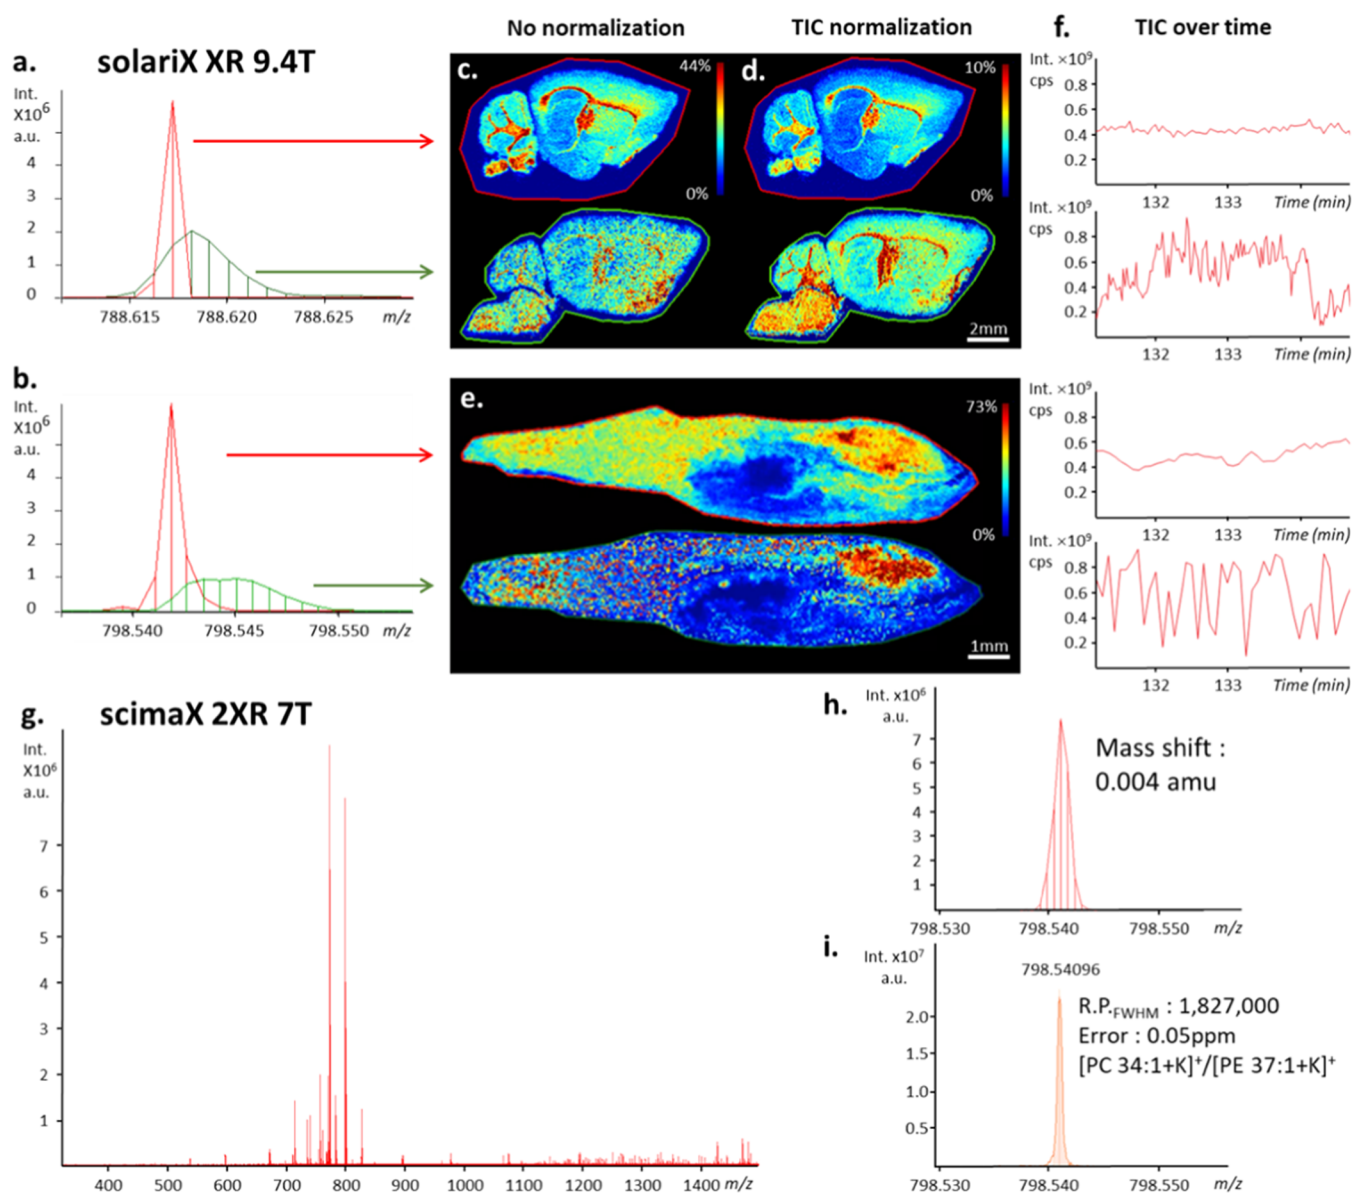 No normalization
TIC normalization
f.
TIC over time
a.
solariX XR 9.4T
Int.
X10⁶
a.u.
4
3
2
1
0
788.615
788.620
788.625
m/z
c.
44%
0%
d.
10%
0%
2mm
Int. ×10⁹
cps
0.8
0.6
0.4
0.2
132
133
Time (min)
Int. ×10⁹
cps
0.8
0.6
0.4
0.2
132
133
Time (min)
b.
Int.
X10⁶
a.u.
4
3
2
1
0
798.540
798.545
798.550
m/z
e.
73%
0%
1mm
Int. ×10⁹
cps
0.8
0.6
0.4
0.2
132
133
Time (min)
Int. ×10⁹
cps
0.8
0.6
0.4
0.2
132
133
Time (min)
g.
scimaX 2XR 7T
Int.
X10⁶
a.u.
7
6
5
4
3
2
1
400
500
600
700
800
900
1000
1100
1200
1300
1400
m/z
h.
Int. x10⁶
a.u.
7
6
5
4
3
2
1
Mass shift :
0.004 amu
798.530
798.540
798.550
m/z
i.
Int. x10⁷
a.u.
798.54096
2.0
1.5
1.0
0.5
R.P.FWHM : 1,827,000
Error : 0.05ppm
[PC 34:1+K]⁺/[PE 37:1+K]⁺
798.530
798.540
798.550
m/z